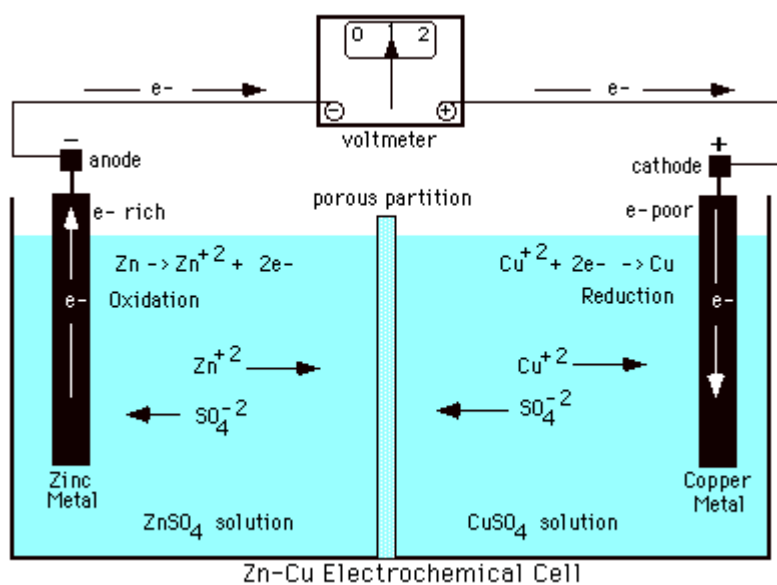 0 1 2
e- e-
⊖ ⊕
voltmeter
− +
anode cathode
porous partition
e- rich e-poor
Zn -> Zn⁺² + 2e- Cu⁺² + 2e- -> Cu
e- Oxidation Reduction e-
Zn⁺² Cu⁺²
SO₄⁻² SO₄⁻²
Zinc Copper
Metal Metal
ZnSO₄ solution CuSO₄ solution
Zn-Cu Electrochemical Cell